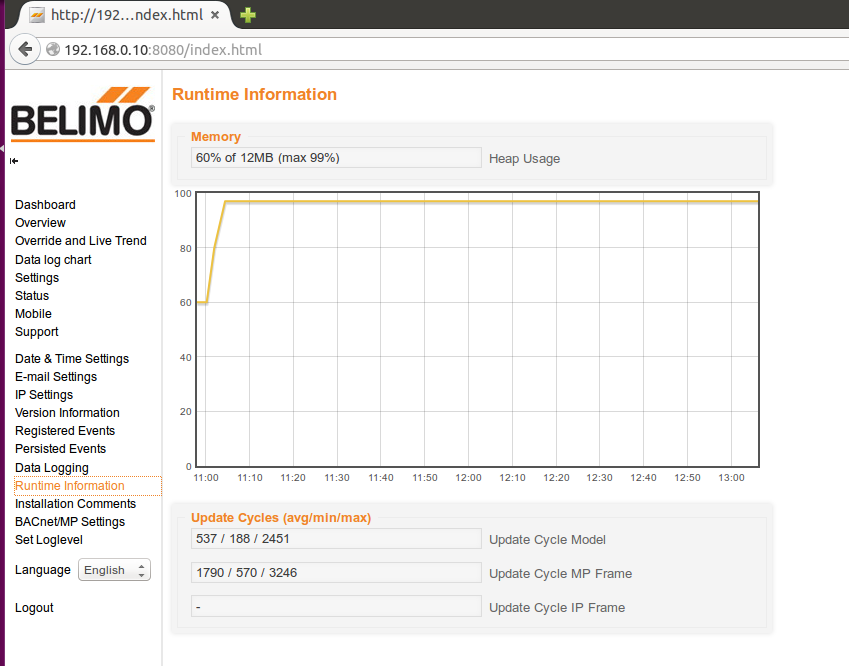 http://192...ndex.html
192.168.0.10:8080/index.html
BELIMO®
Dashboard
Overview
Override and Live Trend
Data log chart
Settings
Status
Mobile
Support
Date & Time Settings
E-mail Settings
IP Settings
Version Information
Registered Events
Persisted Events
Data Logging
Runtime Information
Installation Comments
BACnet/MP Settings
Set Loglevel
Language English
Logout
Runtime Information
Memory
60% of 12MB (max 99%) Heap Usage
100
80
60
40
20
0
11:00 11:10 11:20 11:30 11:40 11:50 12:00 12:10 12:20 12:30 12:40 12:50 13:00
Update Cycles (avg/min/max)
537 / 188 / 2451 Update Cycle Model
1790 / 570 / 3246 Update Cycle MP Frame
- Update Cycle IP Frame